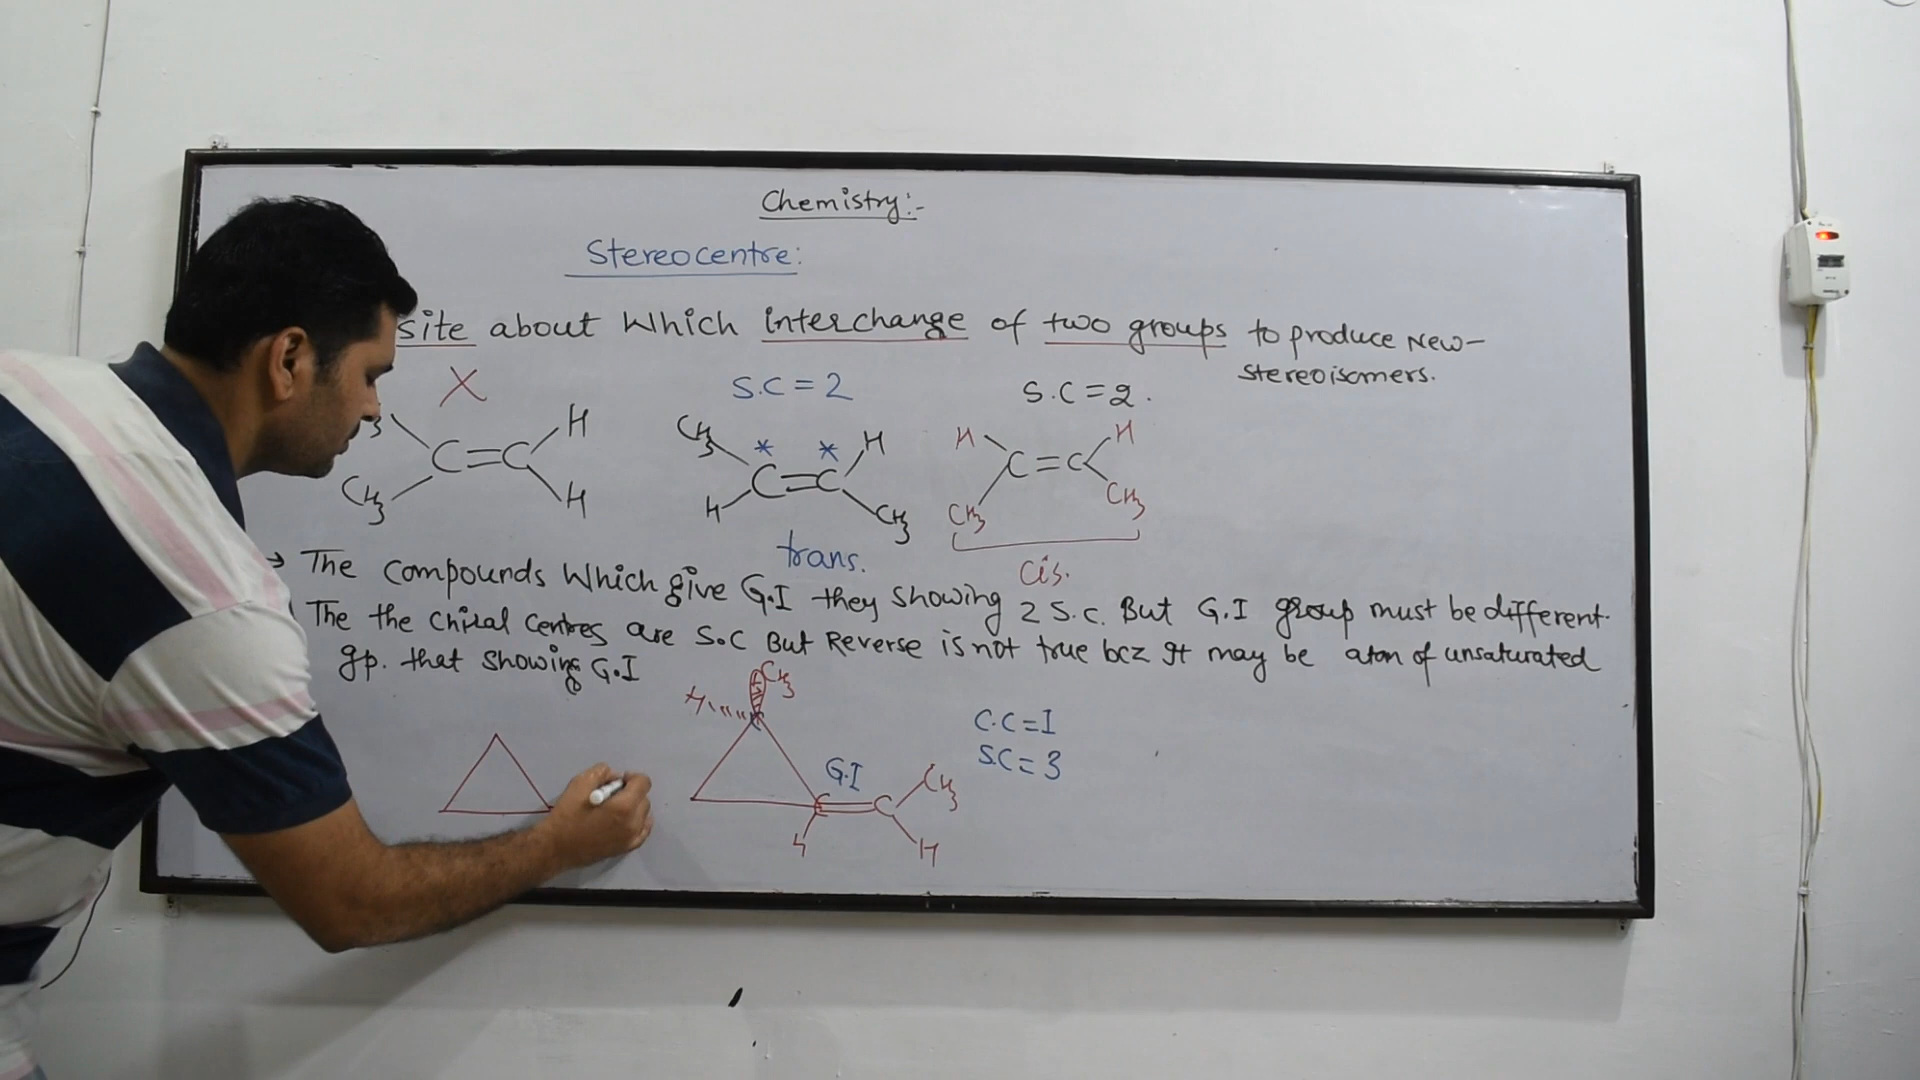 Chemistry:-
Stereocentre:
site about which interchange of two groups to produce New-
stereoisomers.
X
S.C = 2
S.C = 2.
3 C=C H
CH3 H
CH3 * * H
C=C
H CH3
H H
C=C
CH3 CH3
trans.
Cis.
→ The compounds Which give G.I they showing 2 S.C. But G.I group must be different.
The the chiral centres are S.C But Reverse is not true bcz It may be atom of unsaturated
gp. that showing G.I
CH3
H
C.C=1
S.C=3
G.I
CH3
C=C
H H